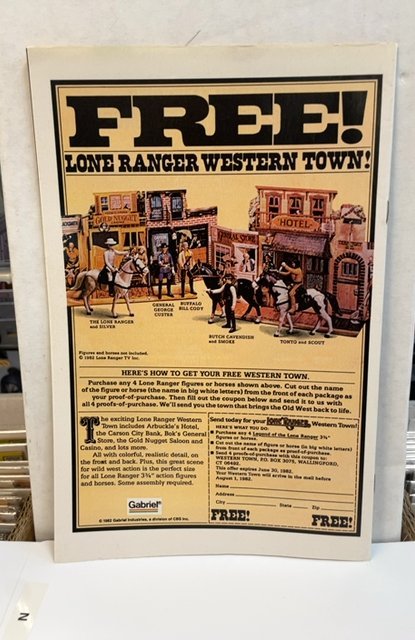 FREE!
LONE RANGER WESTERN TOWN!
GOLD NUGGET
HOTEL
THE LONE RANGER
and SILVER
GENERAL
GEORGE
CUSTER
BUFFALO
BILL CODY
BUTCH CAVENDISH
and SMOKE
TONTO and SCOUT
Figures and horses not included.
© 1982 Lone Ranger TV Inc.
HERE'S HOW TO GET YOUR FREE WESTERN TOWN.
Purchase any 4 Lone Ranger figures or horses shown above. Cut out the name
of the figure or horse (the name in big white letters) from the front of each package as
your proof-of-purchase. Then fill out the coupon below and send it to us with
all 4 proofs-of-purchase. We'll send you the town that brings the Old West back to life.
The exciting Lone Ranger Western
Town includes Arbuckle's Hotel,
the Carson City Bank, Bok's General
Store, the Gold Nugget Saloon and
Casino, and lots more.
All with colorful, realistic detail, on
the front and back. Plus, this great scene
for wild west action is the perfect size
for all Lone Ranger 3¾" action figures
and horses. Some assembly required.
Gabriel®
© 1982 Gabriel Industries, a division of CBS Inc.
Send today for your Lone Ranger Western Town!
HERE'S WHAT YOU DO:
■ Purchase any 4 Legend of the Lone Ranger 3¾"
figures or horses.
■ Cut out the name of figure or horse (in big white letters)
from front of each package as proof-of-purchase.
■ Send 4 proofs-of-purchase with this coupon to:
WESTERN TOWN, P.O. BOX 3075, WALLINGFORD,
CT 06492.
This offer expires June 30, 1982.
Your Western Town will arrive in the mail before
August 1, 1982.
Name
Address
City State Zip
FREE! FREE!
N